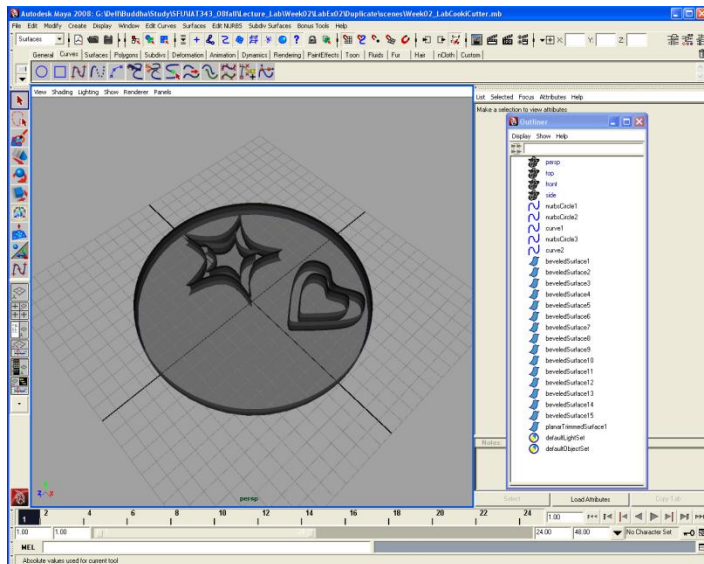 Autodesk Maya 2008: G:\Dell\Buddha\Study\SFU\IAT343_08fall\Lecture_Lab\Week02\LabEx02\Duplicate\scenes\Week02_LabCookiCutter.mb
File Edit Modify Create Display Window Edit Curves Surfaces Edit NURBS Subdiv Surfaces Bonus Tools Help
Surfaces X: Y: Z:
General Curves Surfaces Polygons Subdivs Deformation Animation Dynamics Rendering PaintEffects Toon Fluids Fur Hair nCloth Custom
View Shading Lighting Show Renderer Panels
List Selected Focus Attributes Help
Make a selection to view attributes
Outliner
Display Show Help
persp
top
front
side
nurbsCircle1
nurbsCircle2
curve1
nurbsCircle3
curve2
beveledSurface1
beveledSurface2
beveledSurface3
beveledSurface4
beveledSurface5
beveledSurface6
beveledSurface7
beveledSurface8
beveledSurface9
beveledSurface10
beveledSurface11
beveledSurface12
beveledSurface13
beveledSurface14
beveledSurface15
planarTrimmedSurface1
defaultLightSet
defaultObjectSet
Notes:
persp
Select Load Attributes Copy Tab
1 2 4 6 8 10 12 14 16 18 20 22 24 1.00
1.00 1.00 24.00 48.00 No Character Set
MEL
Absolute values used for current tool